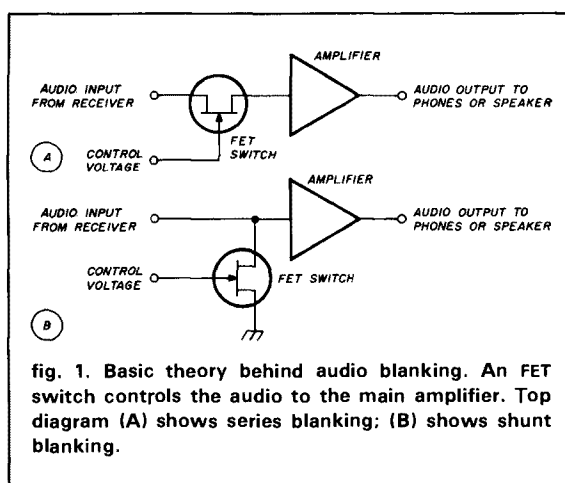 AMPLIFIER
AUDIO INPUT
FROM RECEIVER
AUDIO OUTPUT TO
PHONES OR SPEAKER
FET
SWITCH
A
CONTROL
VOLTAGE
AMPLIFIER
AUDIO INPUT
FROM RECEIVER
AUDIO OUTPUT TO
PHONES OR SPEAKER
CONTROL
VOLTAGE
FET SWITCH
B
fig. 1. Basic theory behind audio blanking. An FET
switch controls the audio to the main amplifier. Top
diagram (A) shows series blanking; (B) shows shunt
blanking.